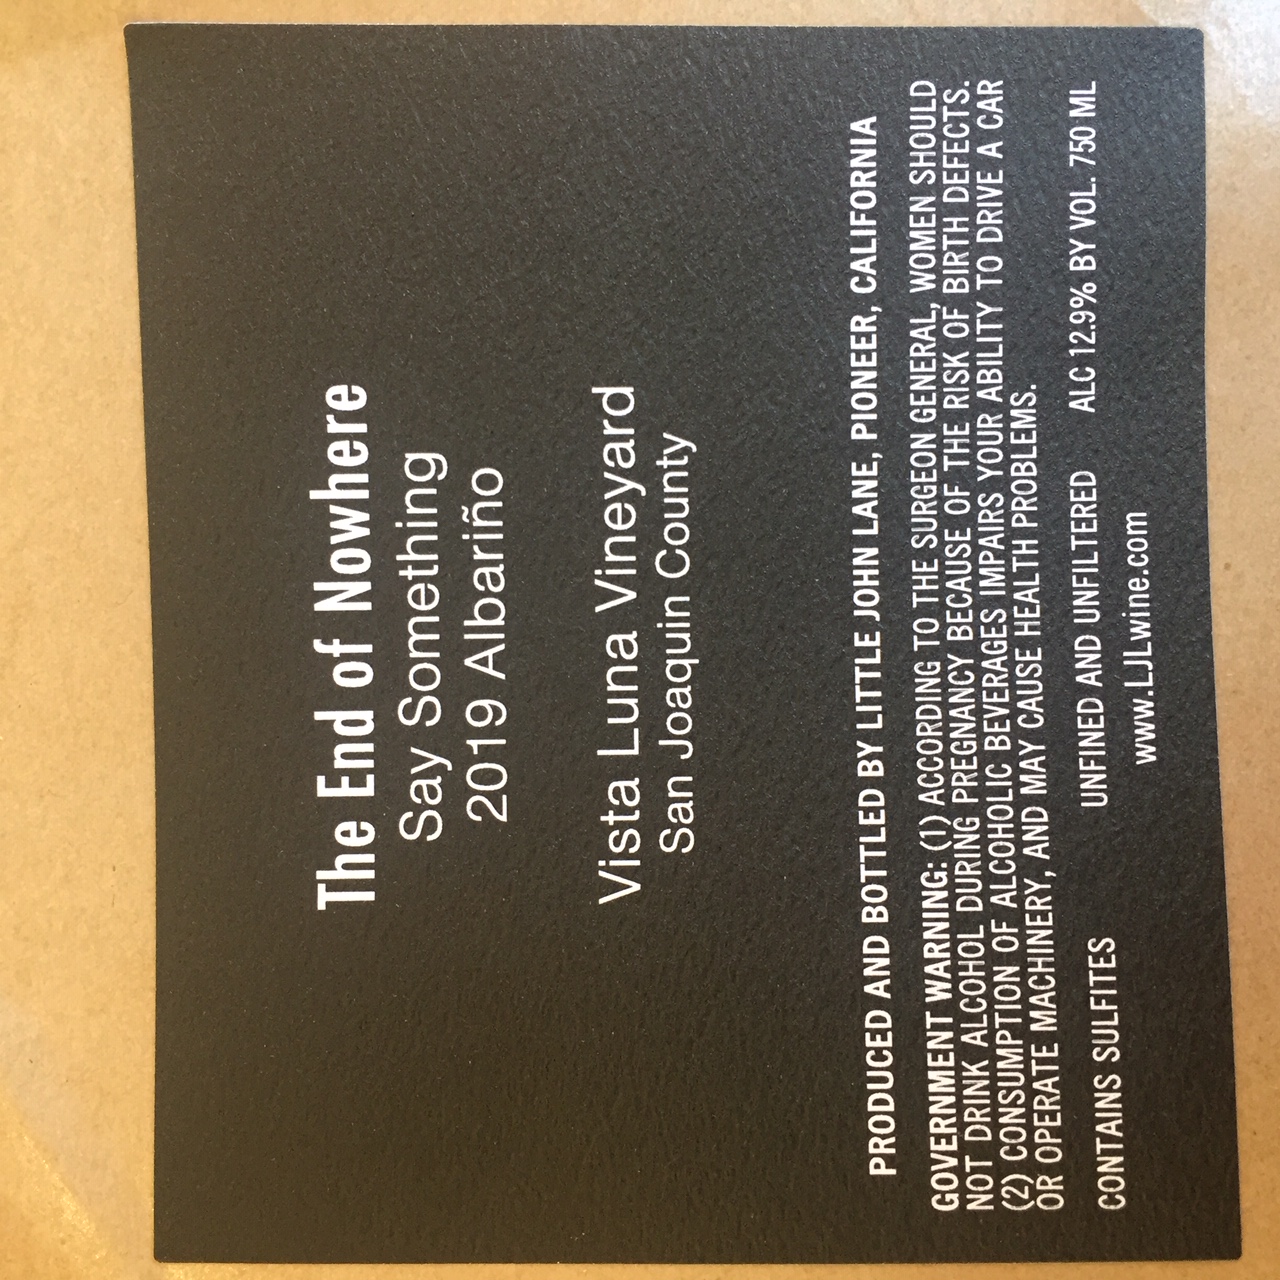 The End of Nowhere
Say Something
2019 Albariño
Vista Luna Vineyard
San Joaquin County
PRODUCED AND BOTTLED BY LITTLE JOHN LANE, PIONEER, CALIFORNIA
GOVERNMENT WARNING: (1) ACCORDING TO THE SURGEON GENERAL, WOMEN SHOULD
NOT DRINK ALCOHOL DURING PREGNANCY BECAUSE OF THE RISK OF BIRTH DEFECTS.
(2) CONSUMPTION OF ALCOHOLIC BEVERAGES IMPAIRS YOUR ABILITY TO DRIVE A CAR
OR OPERATE MACHINERY, AND MAY CAUSE HEALTH PROBLEMS.
CONTAINS SULFITES UNFINED AND UNFILTERED ALC 12.9% BY VOL. 750 ML
www.LJLwine.com